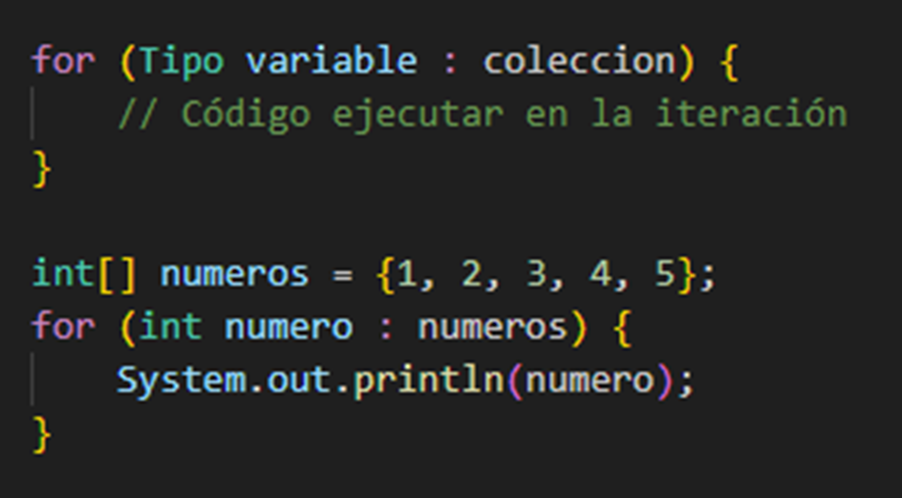 for (Tipo variable : coleccion) {
    // Código ejecutar en la iteración
}

int[] numeros = {1, 2, 3, 4, 5};
for (int numero : numeros) {
    System.out.println(numero);
}